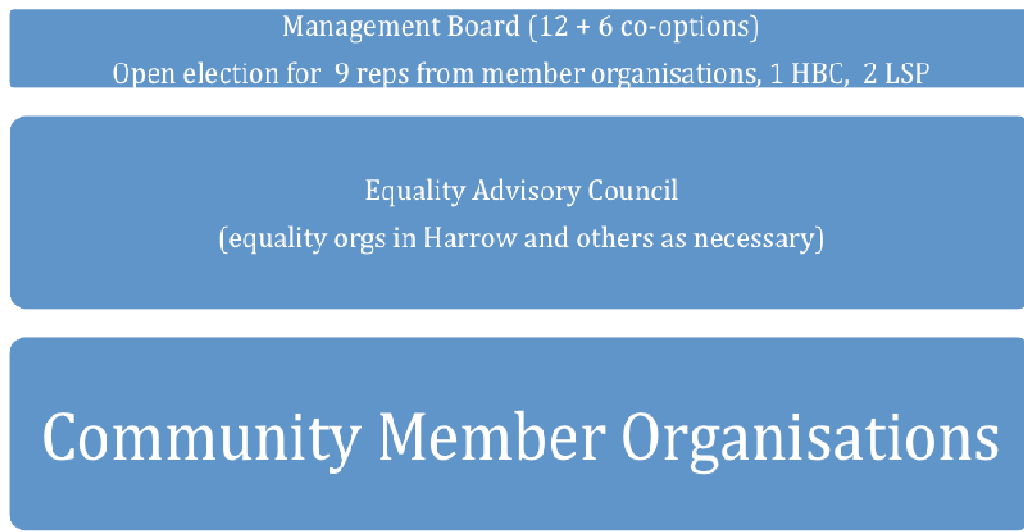 Management Board (12 + 6 co-options)
Open election for  9 reps from member organisations, 1 HBC,  2 LSP
Equality Advisory Council
(equality orgs in Harrow and others as necessary)
Community Member Organisations